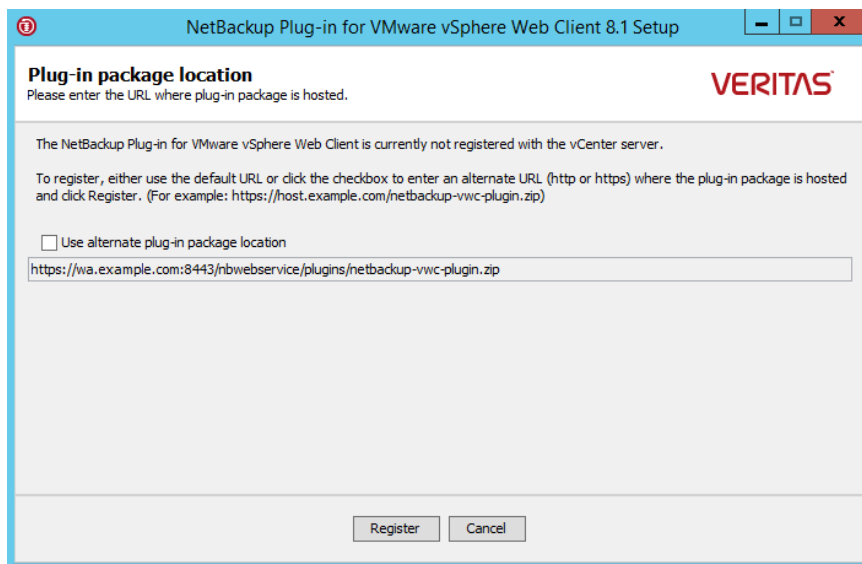 NetBackup Plug-in for VMware vSphere Web Client 8.1 Setup
Plug-in package location
Please enter the URL where plug-in package is hosted.
VERITAS
The NetBackup Plug-in for VMware vSphere Web Client is currently not registered with the vCenter server.
To register, either use the default URL or click the checkbox to enter an alternate URL (http or https) where the plug-in package is hosted
and click Register. (For example: https://host.example.com/netbackup-vwc-plugin.zip)
Use alternate plug-in package location
https://wa.example.com:8443/nbwebservice/plugins/netbackup-vwc-plugin.zip
Register Cancel